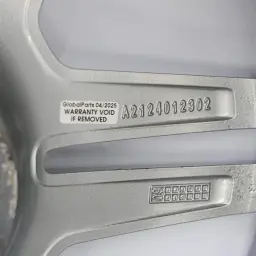 GlobalParts 04/2025
WARRANTY VOID
IF REMOVED
A2124012302